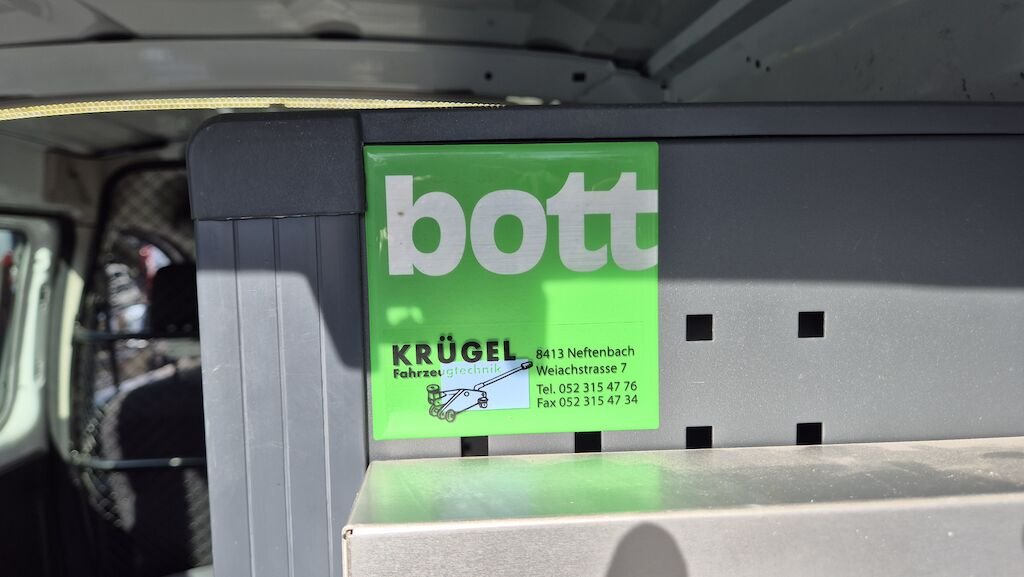 bott
KRÜGEL
Fahrzeugtechnik
8413 Neftenbach
Weiachstrasse 7
Tel. 052 315 47 76
Fax 052 315 47 34